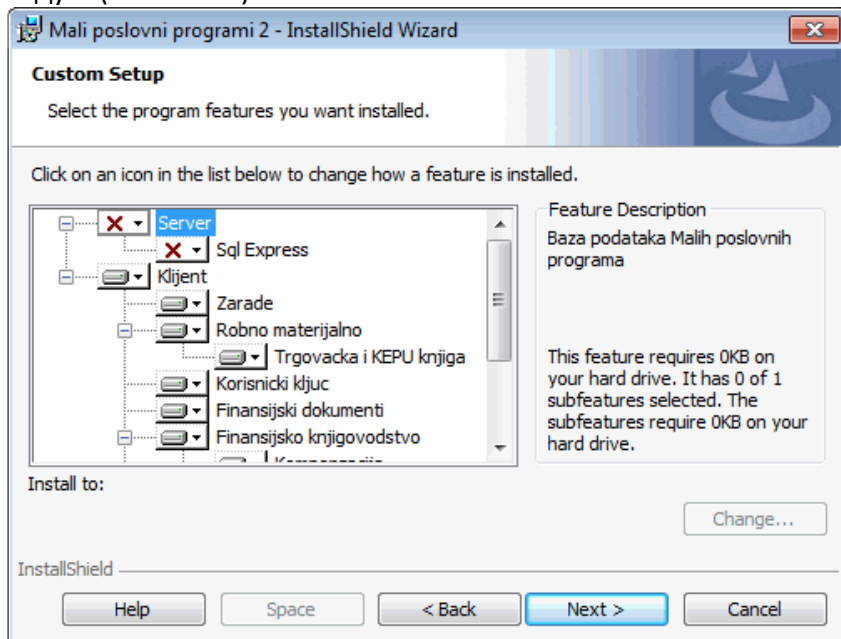 Mali poslovni programi 2 - InstallShield Wizard
Custom Setup
Select the program features you want installed.
Click on an icon in the list below to change how a feature is installed.
Server
Sql Express
Klijent
Zarade
Robno materijalno
Trgovacka i KEPU knjiga
Korisnicki kljuc
Finansijski dokumenti
Finansijsko knjigovodstvo
Feature Description
Baza podataka Malih poslovnih
programa
This feature requires 0KB on
your hard drive. It has 0 of 1
subfeatures selected. The
subfeatures require 0KB on your
hard drive.
Install to:
Change...
InstallShield
Help
Space
< Back
Next >
Cancel